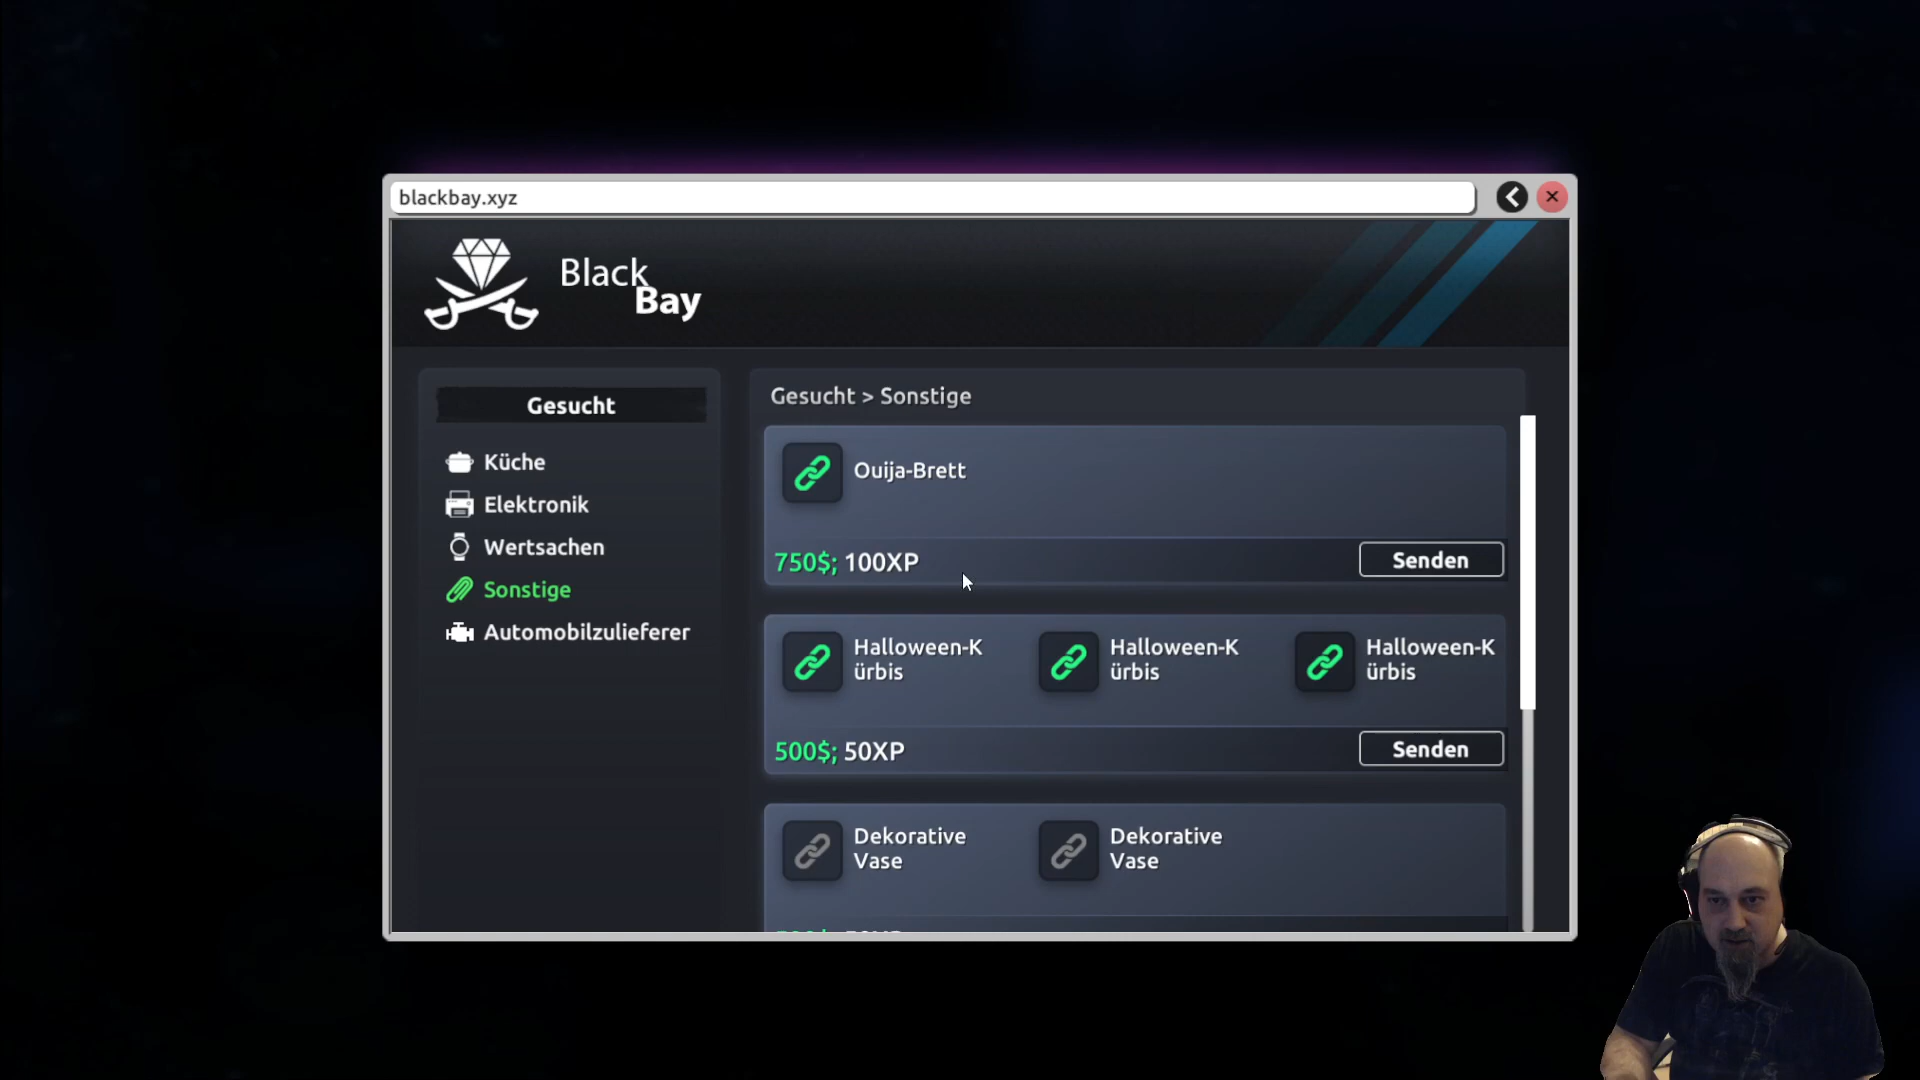 blackbay.xyz
Black
Bay
Gesucht
Küche
Elektronik
Wertsachen
Sonstige
Automobilzulieferer
Gesucht > Sonstige
Ouija-Brett
750$; 100XP
Senden
Halloween-K
ürbis
Halloween-K
ürbis
Halloween-K
ürbis
500$; 50XP
Senden
Dekorative
Vase
Dekorative
Vase